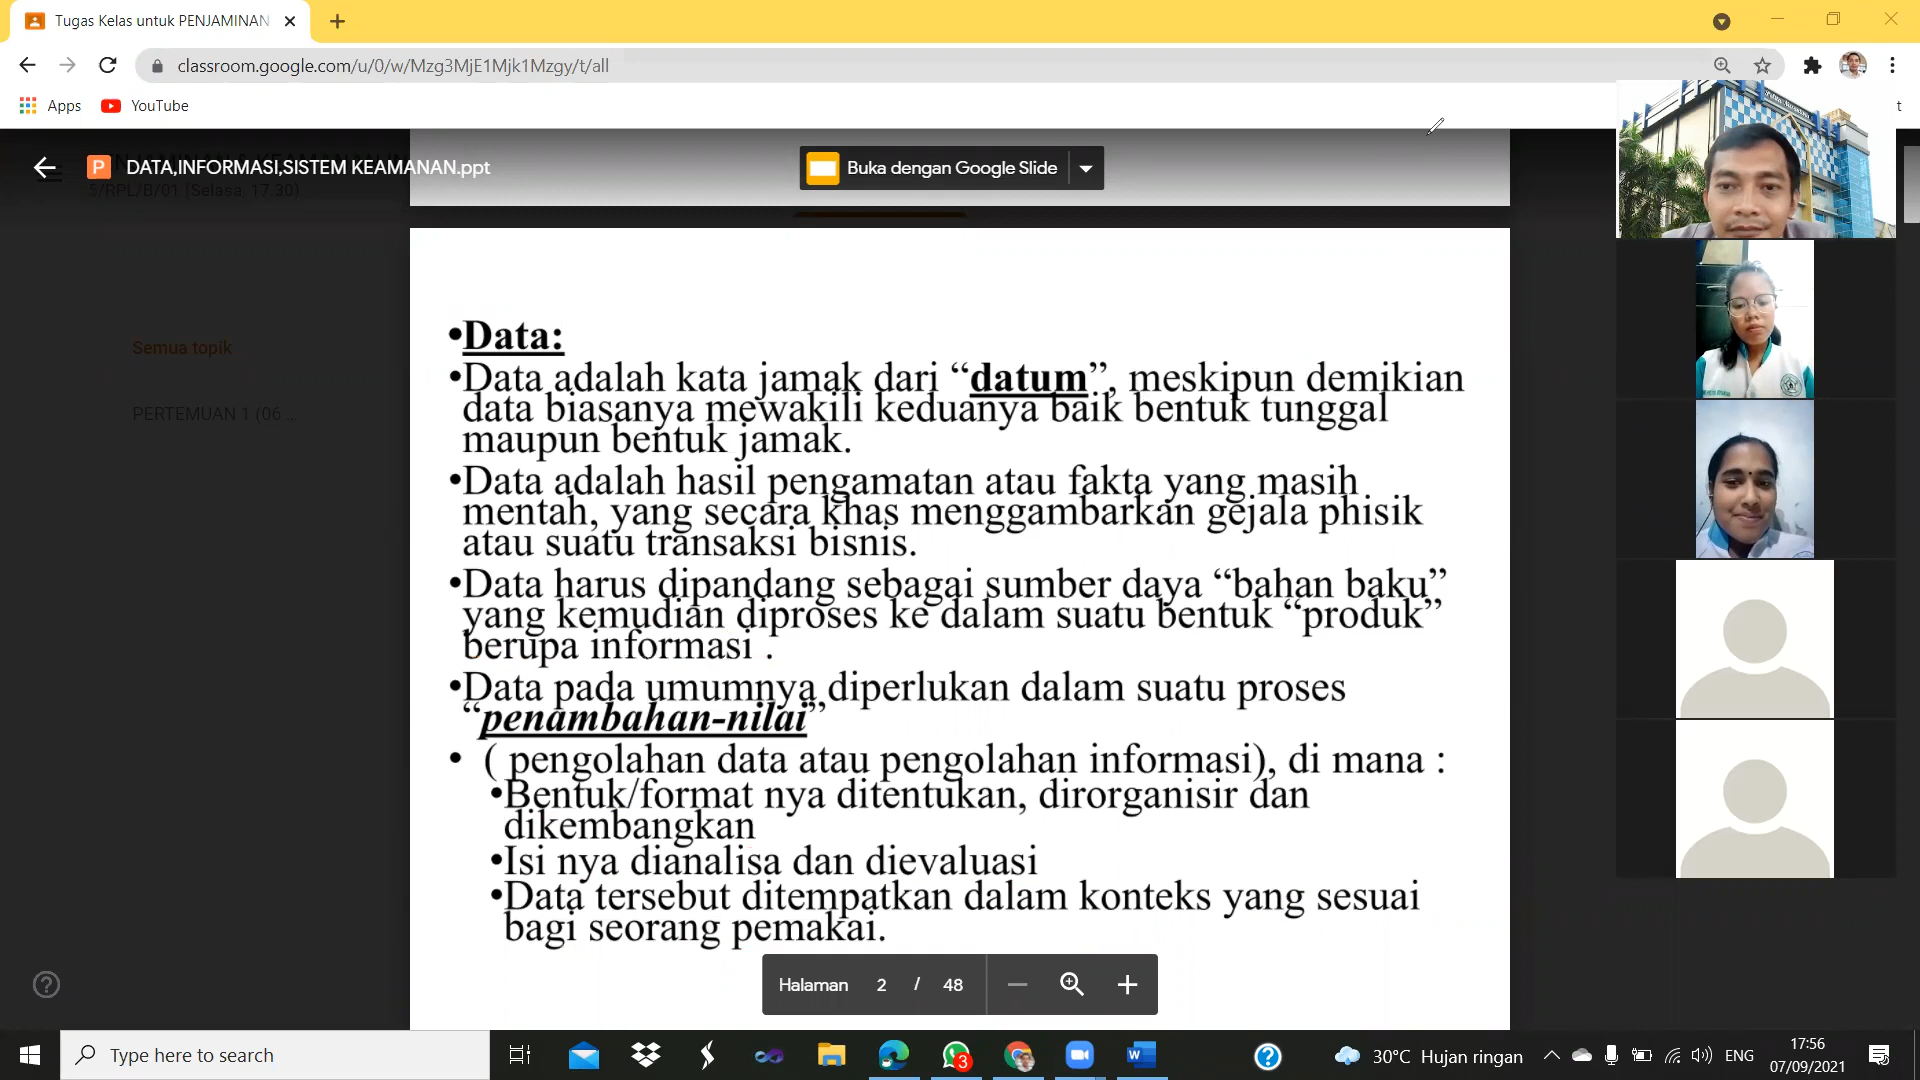 Tugas Kelas untuk PENJAMINAN
classroom.google.com/u/0/w/Mzg3MjE1Mjk1Mzgy/t/all
Apps
YouTube
DATA,INFORMASI,SISTEM KEAMANAN.ppt
Buka dengan Google Slide
5/RPL/B/01 (Selasa, 17.30)
Semua topik
PERTEMUAN 1 (06 ...
•Data:
•Data adalah kata jamak dari “datum”, meskipun demikian
data biasanya mewakili keduanya baik bentuk tunggal
maupun bentuk jamak.
•Data adalah hasil pengamatan atau fakta yang masih
mentah, yang secara khas menggambarkan gejala phisik
atau suatu transaksi bisnis.
•Data harus dipandang sebagai sumber daya “bahan baku”
yang kemudian diproses ke dalam suatu bentuk “produk”
berupa informasi .
•Data pada umumnya diperlukan dalam suatu proses
“penambahan-nilai”
• ( pengolahan data atau pengolahan informasi), di mana :
•Bentuk/format nya ditentukan, dirorganisir dan
dikembangkan
•Isi nya dianalisa dan dievaluasi
•Data tersebut ditempatkan dalam konteks yang sesuai
bagi seorang pemakai.
Halaman 2 / 48
Type here to search
3
30°C Hujan ringan
ENG
17:56
07/09/2021